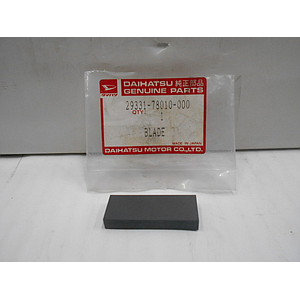 DAIHATSU 純正部品
GENUINE PARTS
29331-78010-000
QTY. 1
BLADE
MADE IN JAPAN
DAIHATSU MOTOR CO.,LTD.